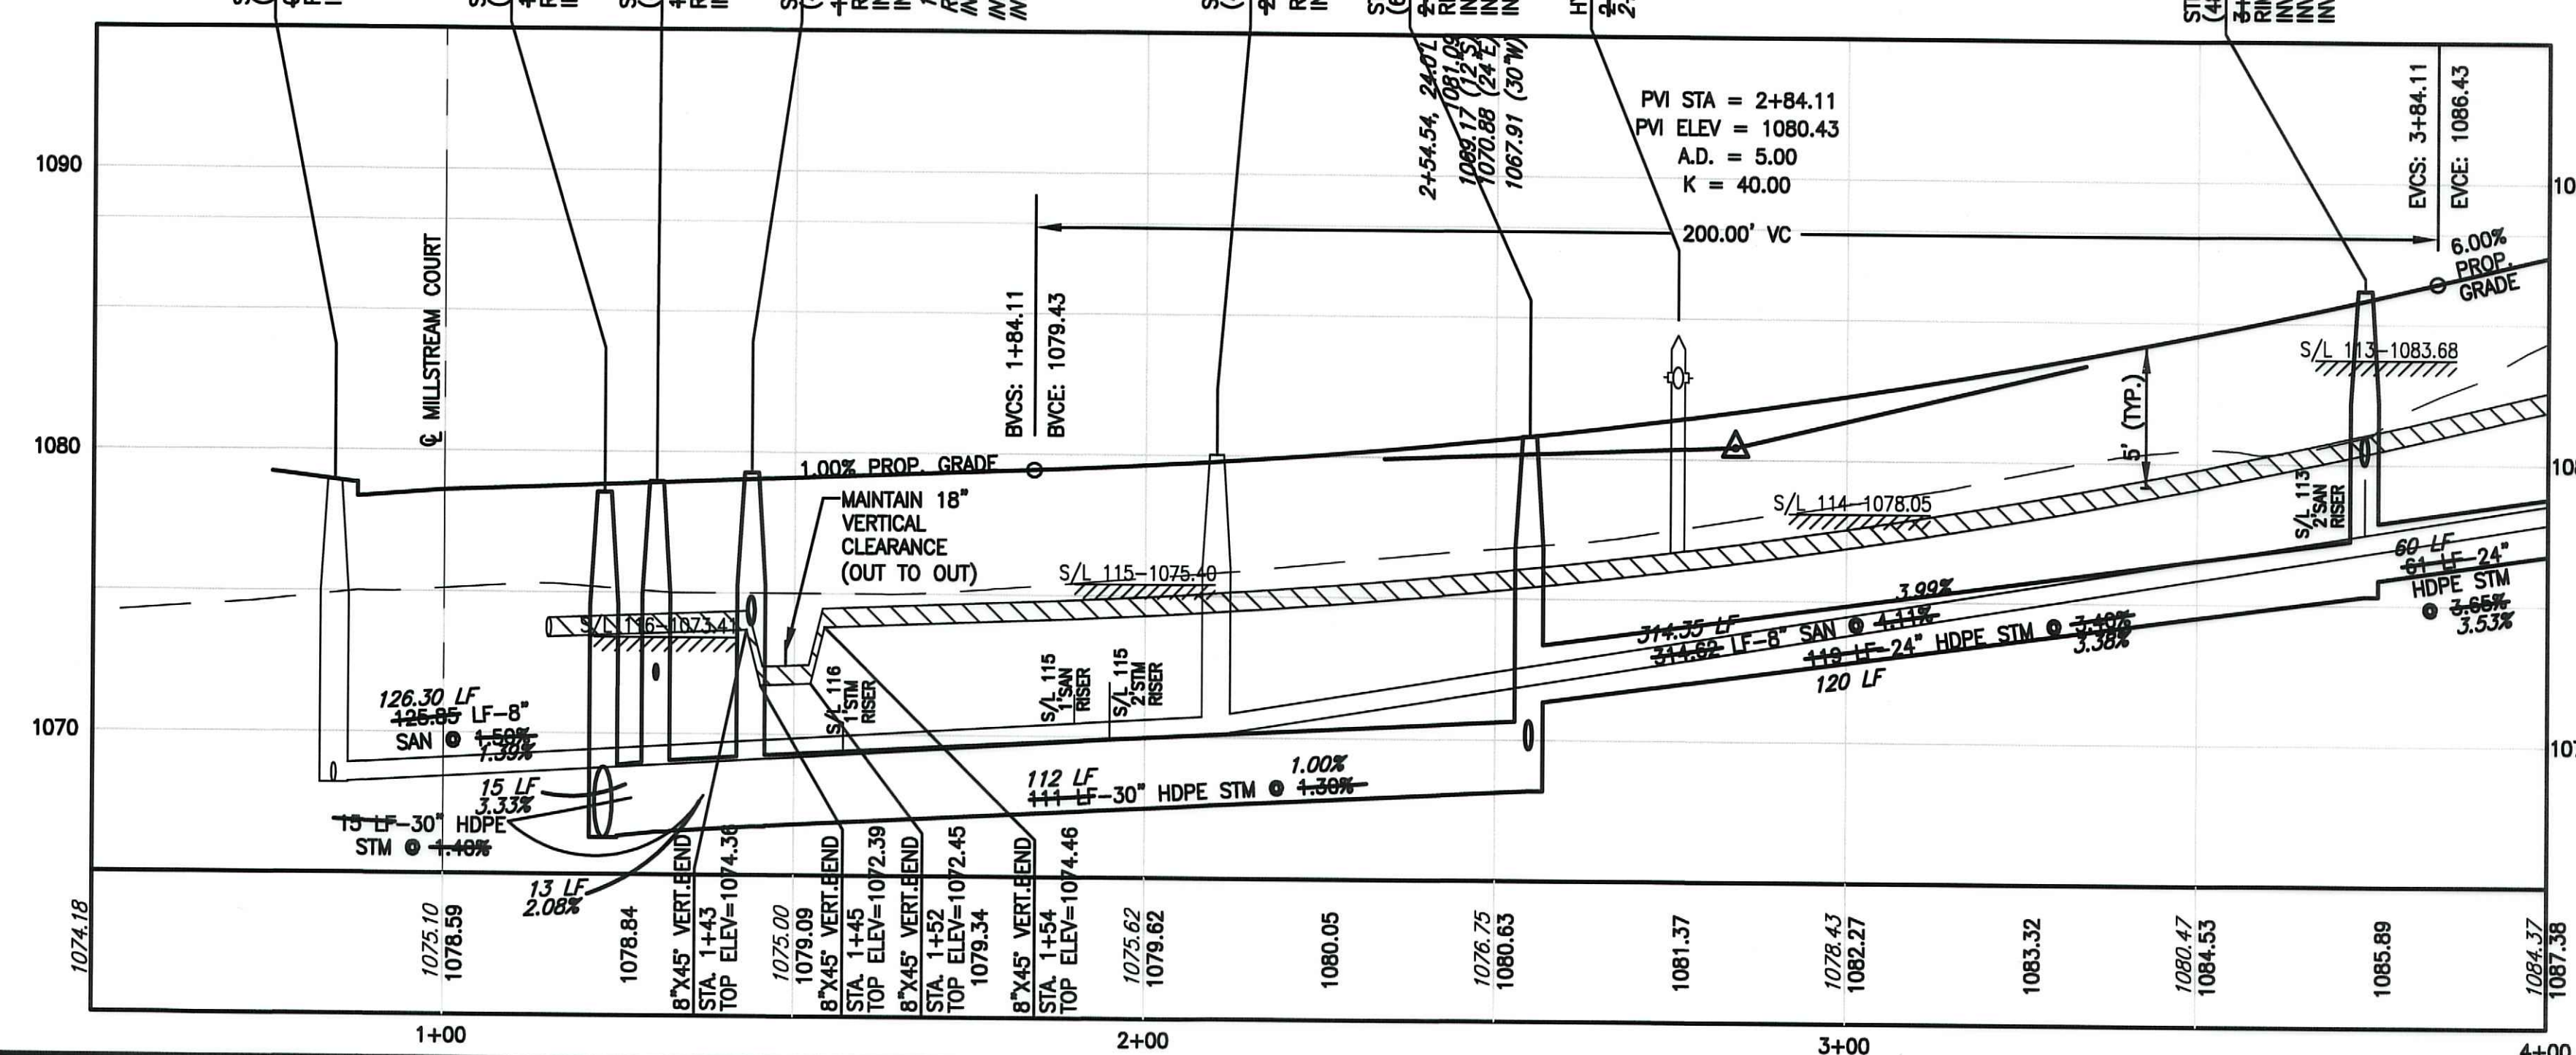 1090
1080
1070
℄ MILLSTREAM COURT
2+54.54, 24.0'L
1081.09
1069.17 (12"S)
1070.88 (24"E)
1067.91 (30"W)
PVI STA = 2+84.11
PVI ELEV = 1080.43
A.D. = 5.00
K = 40.00
200.00' VC
BVCS: 1+84.11
BVCE: 1079.43
EVCS: 3+84.11
EVCE: 1086.43
6.00%
PROP.
GRADE
1.00% PROP. GRADE
MAINTAIN 18"
VERTICAL
CLEARANCE
(OUT TO OUT)
S/L 116-1073.41
S/L 115-1075.40
S/L 114-1078.05
S/L 113-1083.68
5' (TYP.)
S/L 113
2'SAN
RISER
S/L 116
1'STM
RISER
S/L 115
1'SAN
RISER
S/L 115
2'STM
RISER
126.30 LF
125.85 LF-8"
SAN @ 1.50%
1.39%
15 LF
3.33%
15 LF-30" HDPE
STM @ 1.40%
13 LF
2.08%
112 LF
111 LF-30" HDPE STM @ 1.30%
1.00%
3.99%
314.35 LF
314.62 LF-8" SAN @ 4.11%
119 LF-24" HDPE STM @ 3.40%
3.38%
120 LF
60 LF
61 LF-24"
HDPE STM
@ 3.65%
3.53%
8"X45° VERT.BEND
STA. 1+43
TOP ELEV=1074.36
8"X45° VERT.BEND
STA. 1+45
TOP ELEV=1072.39
8"X45° VERT.BEND
STA. 1+52
TOP ELEV=1072.45
8"X45° VERT.BEND
STA. 1+54
TOP ELEV=1074.46
1074.18
1075.10
1078.59
1078.84
1075.00
1079.09
1079.34
1075.62
1079.62
1080.05
1076.75
1080.63
1081.37
1078.43
1082.27
1083.32
1080.47
1084.53
1085.89
1084.37
1087.38
1+00
2+00
3+00
4+00